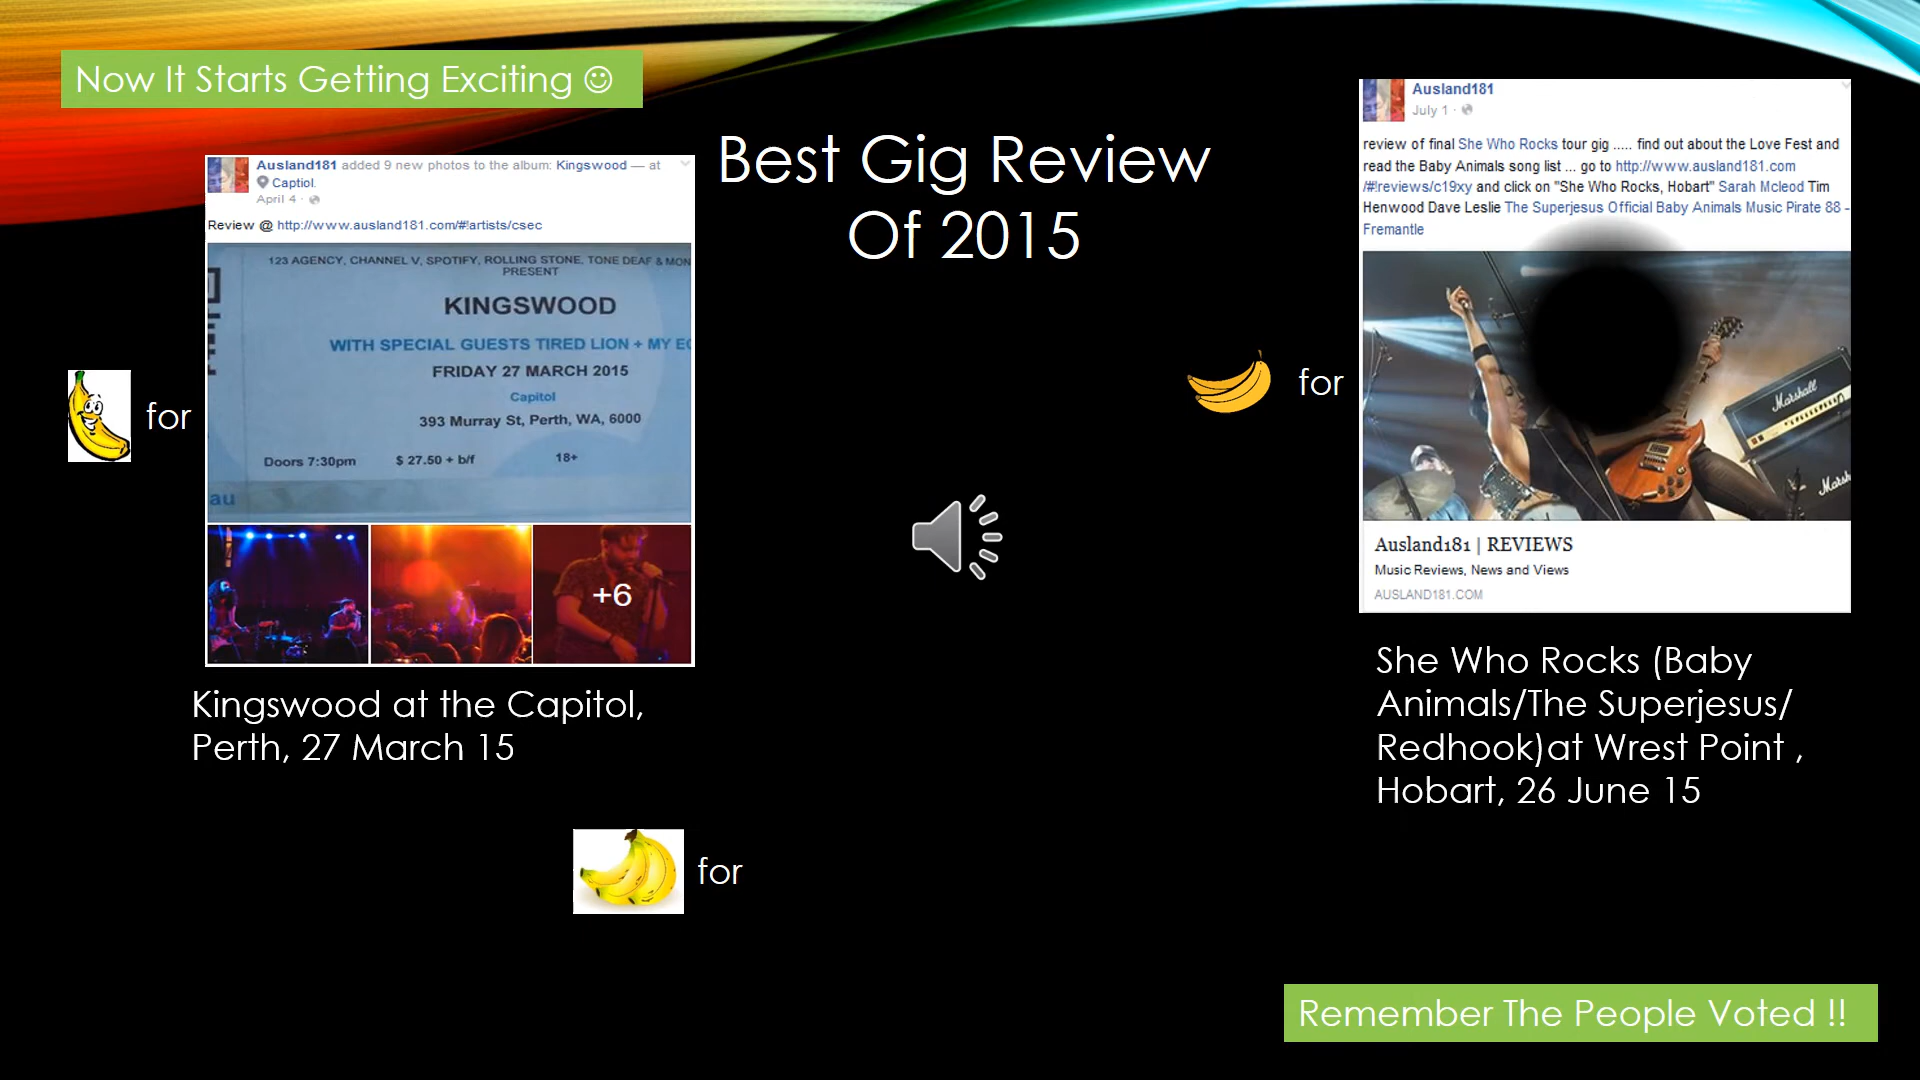 Now It Starts Getting Exciting ☺
Best Gig Review
Of 2015
Ausland181 added 9 new photos to the album: Kingswood — at
Captiol.
April 4 ·
Review @ http://www.ausland181.com/#!artists/csec
123 AGENCY, CHANNEL V, SPOTIFY, ROLLING STONE, TONE DEAF & MON
PRESENT
KINGSWOOD
WITH SPECIAL GUESTS TIRED LION + MY EC
FRIDAY 27 MARCH 2015
Capitol
393 Murray St, Perth, WA, 6000
Doors 7:30pm $ 27.50 + b/f 18+
au
+6
for
Kingswood at the Capitol,
Perth, 27 March 15
for
Ausland181
July 1 ·
review of final She Who Rocks tour gig ..... find out about the Love Fest and
read the Baby Animals song list ... go to http://www.ausland181.com
/#!reviews/c19xy and click on "She Who Rocks, Hobart" Sarah Mcleod Tim
Henwood Dave Leslie The Superjesus Official Baby Animals Music Pirate 88 -
Fremantle
Marshall
Marsh
Ausland181 | REVIEWS
Music Reviews, News and Views
AUSLAND181.COM
She Who Rocks (Baby
Animals/The Superjesus/
Redhook)at Wrest Point ,
Hobart, 26 June 15
for
Remember The People Voted !!